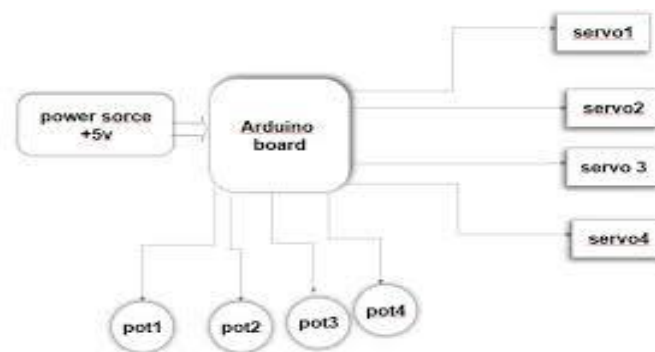 servo1
power sorce
+5v
Arduino
board
servo2
servo 3
servo4
pot1
pot2
pot3
pot4